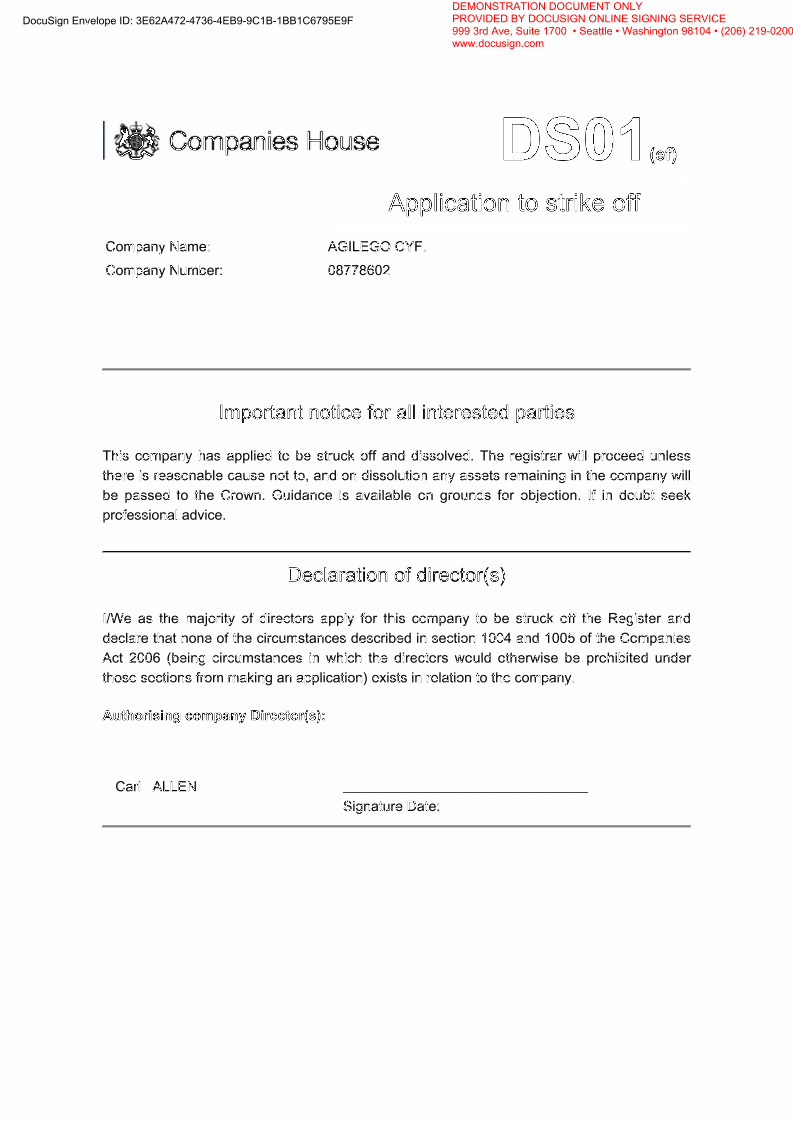 DocuSign Envelope ID: 3E62A472-4736-4EB9-9C1B-1BB1C6795E9F
DEMONSTRATION DOCUMENT ONLY
PROVIDED BY DOCUSIGN ONLINE SIGNING SERVICE
999 3rd Ave, Suite 1700 • Seattle • Washington 98104 • (206) 219-0200
www.docusign.com
Companies House
DS01(ef)
Application to strike off
Company Name: AGILEGO CYF.
Company Number: 08778602
Important notice for all interested parties
This company has applied to be struck off and dissolved. The registrar will proceed unless
there is reasonable cause not to, and on dissolution any assets remaining in the company will
be passed to the Crown. Guidance is available on grounds for objection. If in doubt seek
professional advice.
Declaration of director(s)
I/We as the majority of directors apply for this company to be struck off the Register and
declare that none of the circumstances described in section 1004 and 1005 of the Companies
Act 2006 (being circumstances in which the directors would otherwise be prohibited under
those sections from making an application) exists in relation to the company.
Authorising company Director(s):
Carl ALLEN
Signature Date: